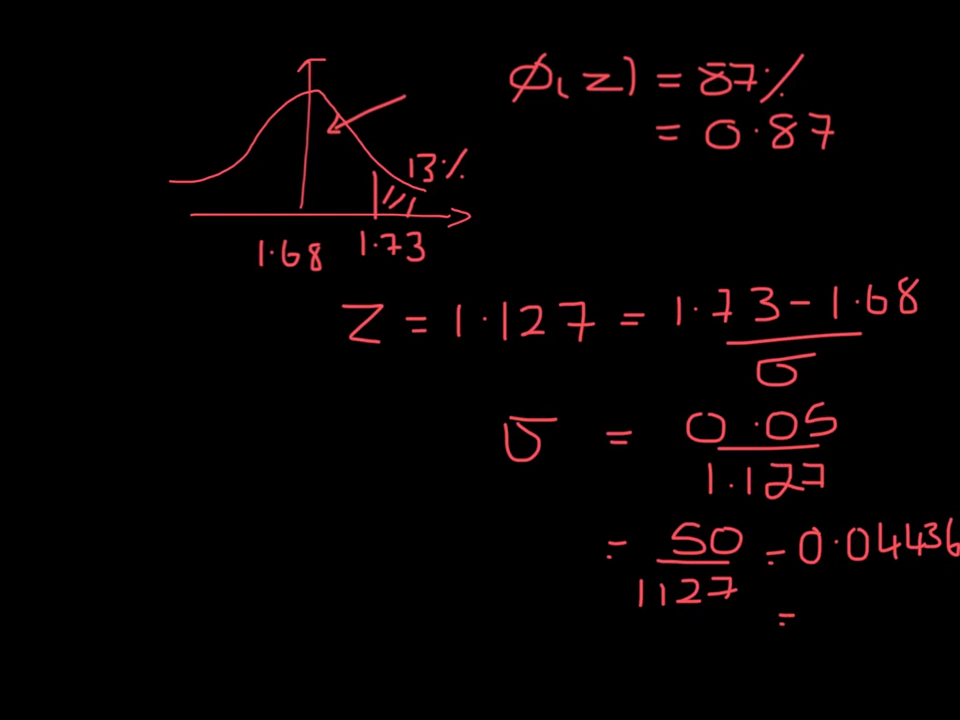 ϕ(z) = 87%
= 0.87
13%
1.68 1.73
Z = 1.127 = 1.73 - 1.68 / σ
σ = 0.05 / 1.127
= 50 / 1127 = 0.04436
=